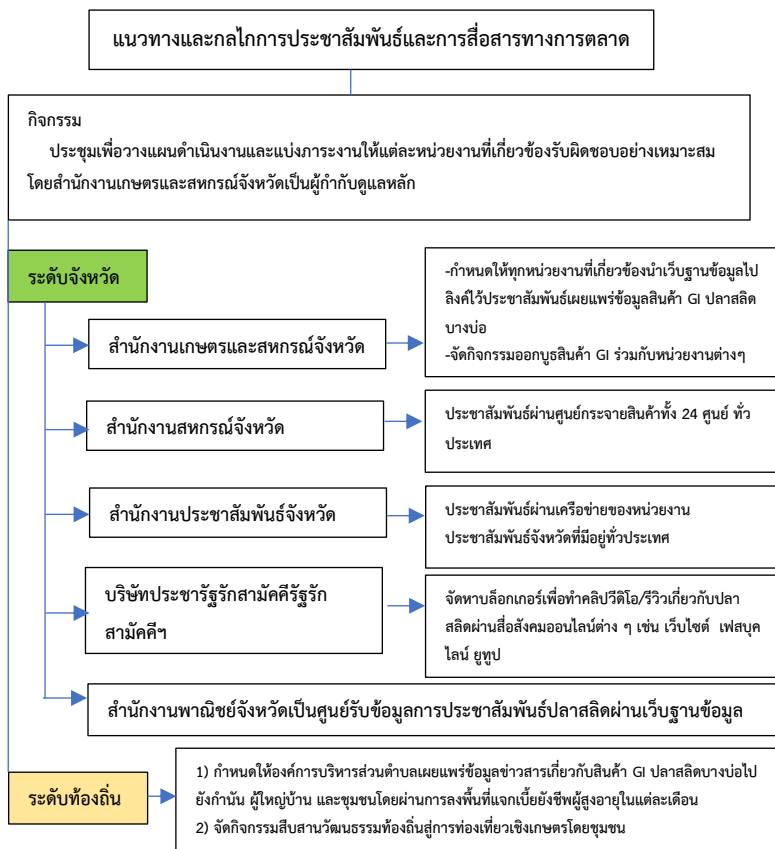 แนวทางและกลไกการประชาสัมพันธ์และการสื่อสารทางการตลาด
กิจกรรม
ประชุมเพื่อวางแผนดำเนินงานและแบ่งภาระงานให้แต่ละหน่วยงานที่เกี่ยวข้องรับผิดชอบอย่างเหมาะสม
โดยสำนักงานเกษตรและสหกรณ์จังหวัดเป็นผู้กำกับดูแลหลัก
ระดับจังหวัด
สำนักงานเกษตรและสหกรณ์จังหวัด
-กำหนดให้ทุกหน่วยงานที่เกี่ยวข้องนำเว็บฐานข้อมูลไป
ลิงค์ไว้ประชาสัมพันธ์เผยแพร่ข้อมูลสินค้า GI ปลาสลิด
บางบ่อ
-จัดกิจกรรมออกบูธสินค้า GI ร่วมกับหน่วยงานต่างๆ
สำนักงานสหกรณ์จังหวัด
ประชาสัมพันธ์ผ่านศูนย์กระจายสินค้าทั้ง 24 ศูนย์ ทั่ว
ประเทศ
สำนักงานประชาสัมพันธ์จังหวัด
ประชาสัมพันธ์ผ่านเครือข่ายของหน่วยงาน
ประชาสัมพันธ์จังหวัดที่มีอยู่ทั่วประเทศ
บริษัทประชารัฐรักสามัคคีรัฐรัก
สามัคคีฯ
จัดหาบล็อกเกอร์เพื่อทำคลิปวีดิโอ/รีวิวเกี่ยวกับปลา
สลิดผ่านสื่อสังคมออนไลน์ต่าง ๆ เช่น เว็บไซต์ เฟสบุค
ไลน์ ยูทูป
สำนักงานพาณิชย์จังหวัดเป็นศูนย์รับข้อมูลการประชาสัมพันธ์ปลาสลิดผ่านเว็บฐานข้อมูล
ระดับท้องถิ่น
1) กำหนดให้องค์การบริหารส่วนตำบลเผยแพร่ข้อมูลข่าวสารเกี่ยวกับสินค้า GI ปลาสลิดบางบ่อไป
ยังกำนัน ผู้ใหญ่บ้าน และชุมชนโดยผ่านการลงพื้นที่แจกเบี้ยยังชีพผู้สูงอายุในแต่ละเดือน
2) จัดกิจกรรมสืบสานวัฒนธรรมท้องถิ่นสู่การท่องเที่ยวเชิงเกษตรโดยชุมชน